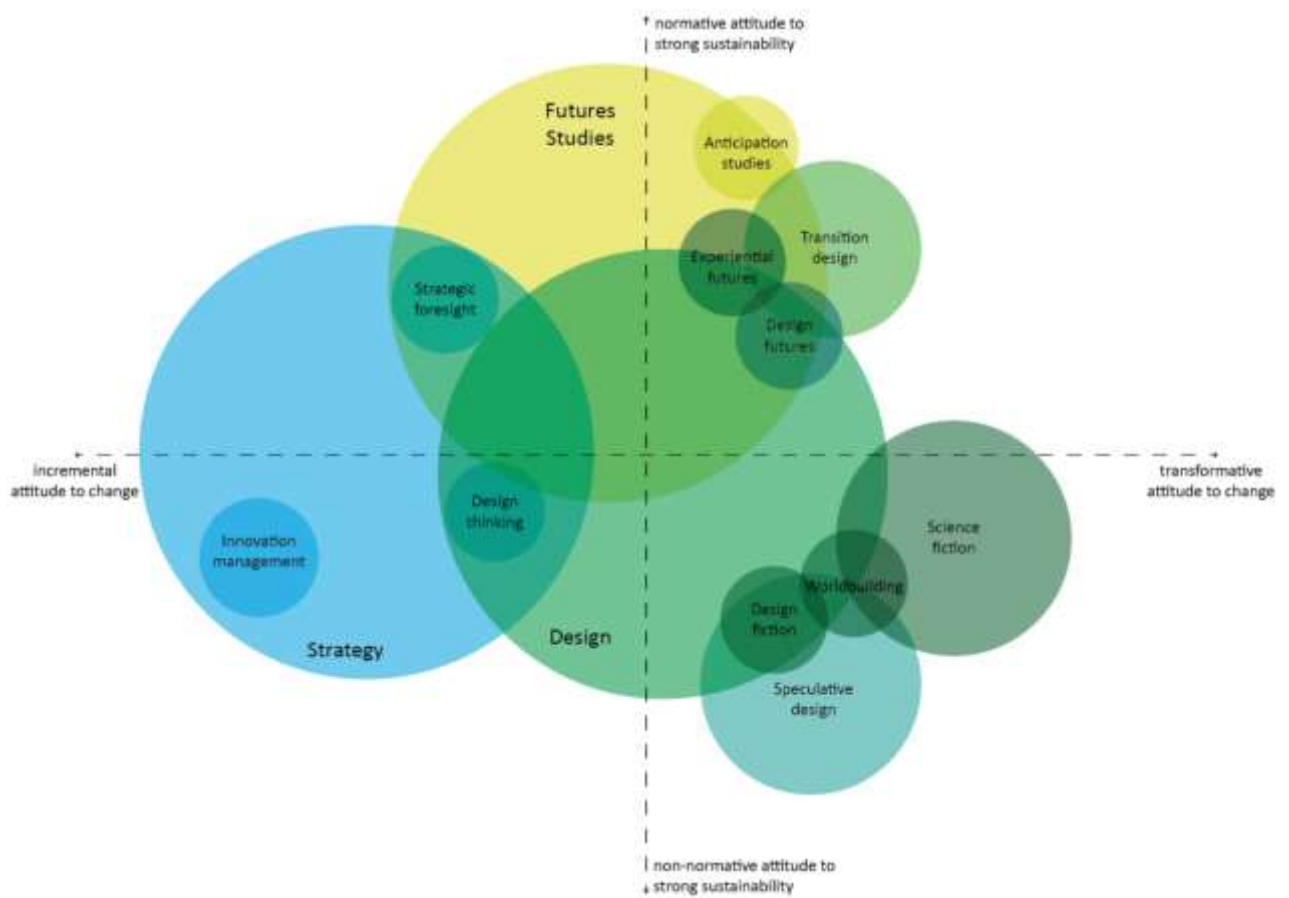 normative attitude to
strong sustainability
Futures
Studies
Anticipation
studies
Transition
design
Experiential
futures
Strategic
foresight
Design
futures
incremental
attitude to change
transformative
attitude to change
Design
thinking
Science
fiction
Innovation
management
Worldbuilding
Design
fiction
Strategy
Design
Speculative
design
non-normative attitude to
strong sustainability